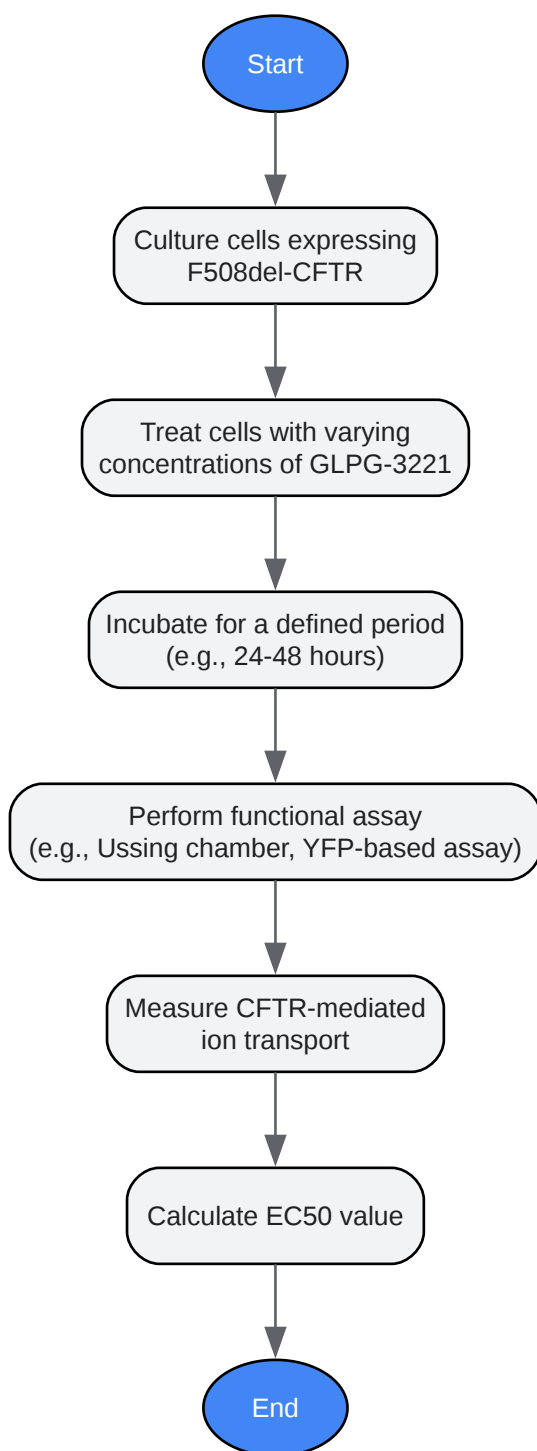 Start
Culture cells expressing
F508del-CFTR
Treat cells with varying
concentrations of GLPG-3221
Incubate for a defined period
(e.g., 24-48 hours)
Perform functional assay
(e.g., Ussing chamber, YFP-based assay)
Measure CFTR-mediated
ion transport
Calculate EC50 value
End